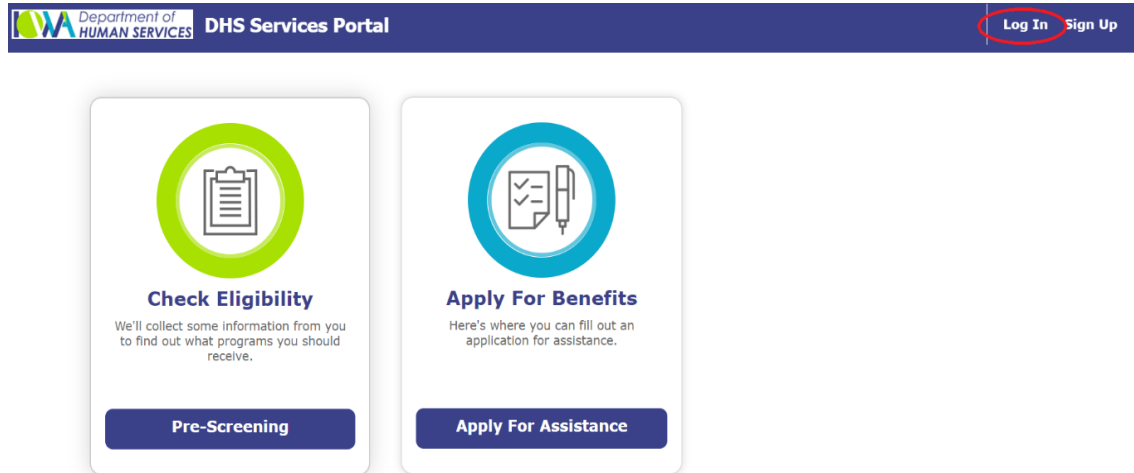 IOWA Department of
HUMAN SERVICES
DHS Services Portal
Log In
Sign Up
Check Eligibility
We'll collect some information from you
to find out what programs you should
receive.
Pre-Screening
Apply For Benefits
Here's where you can fill out an
application for assistance.
Apply For Assistance